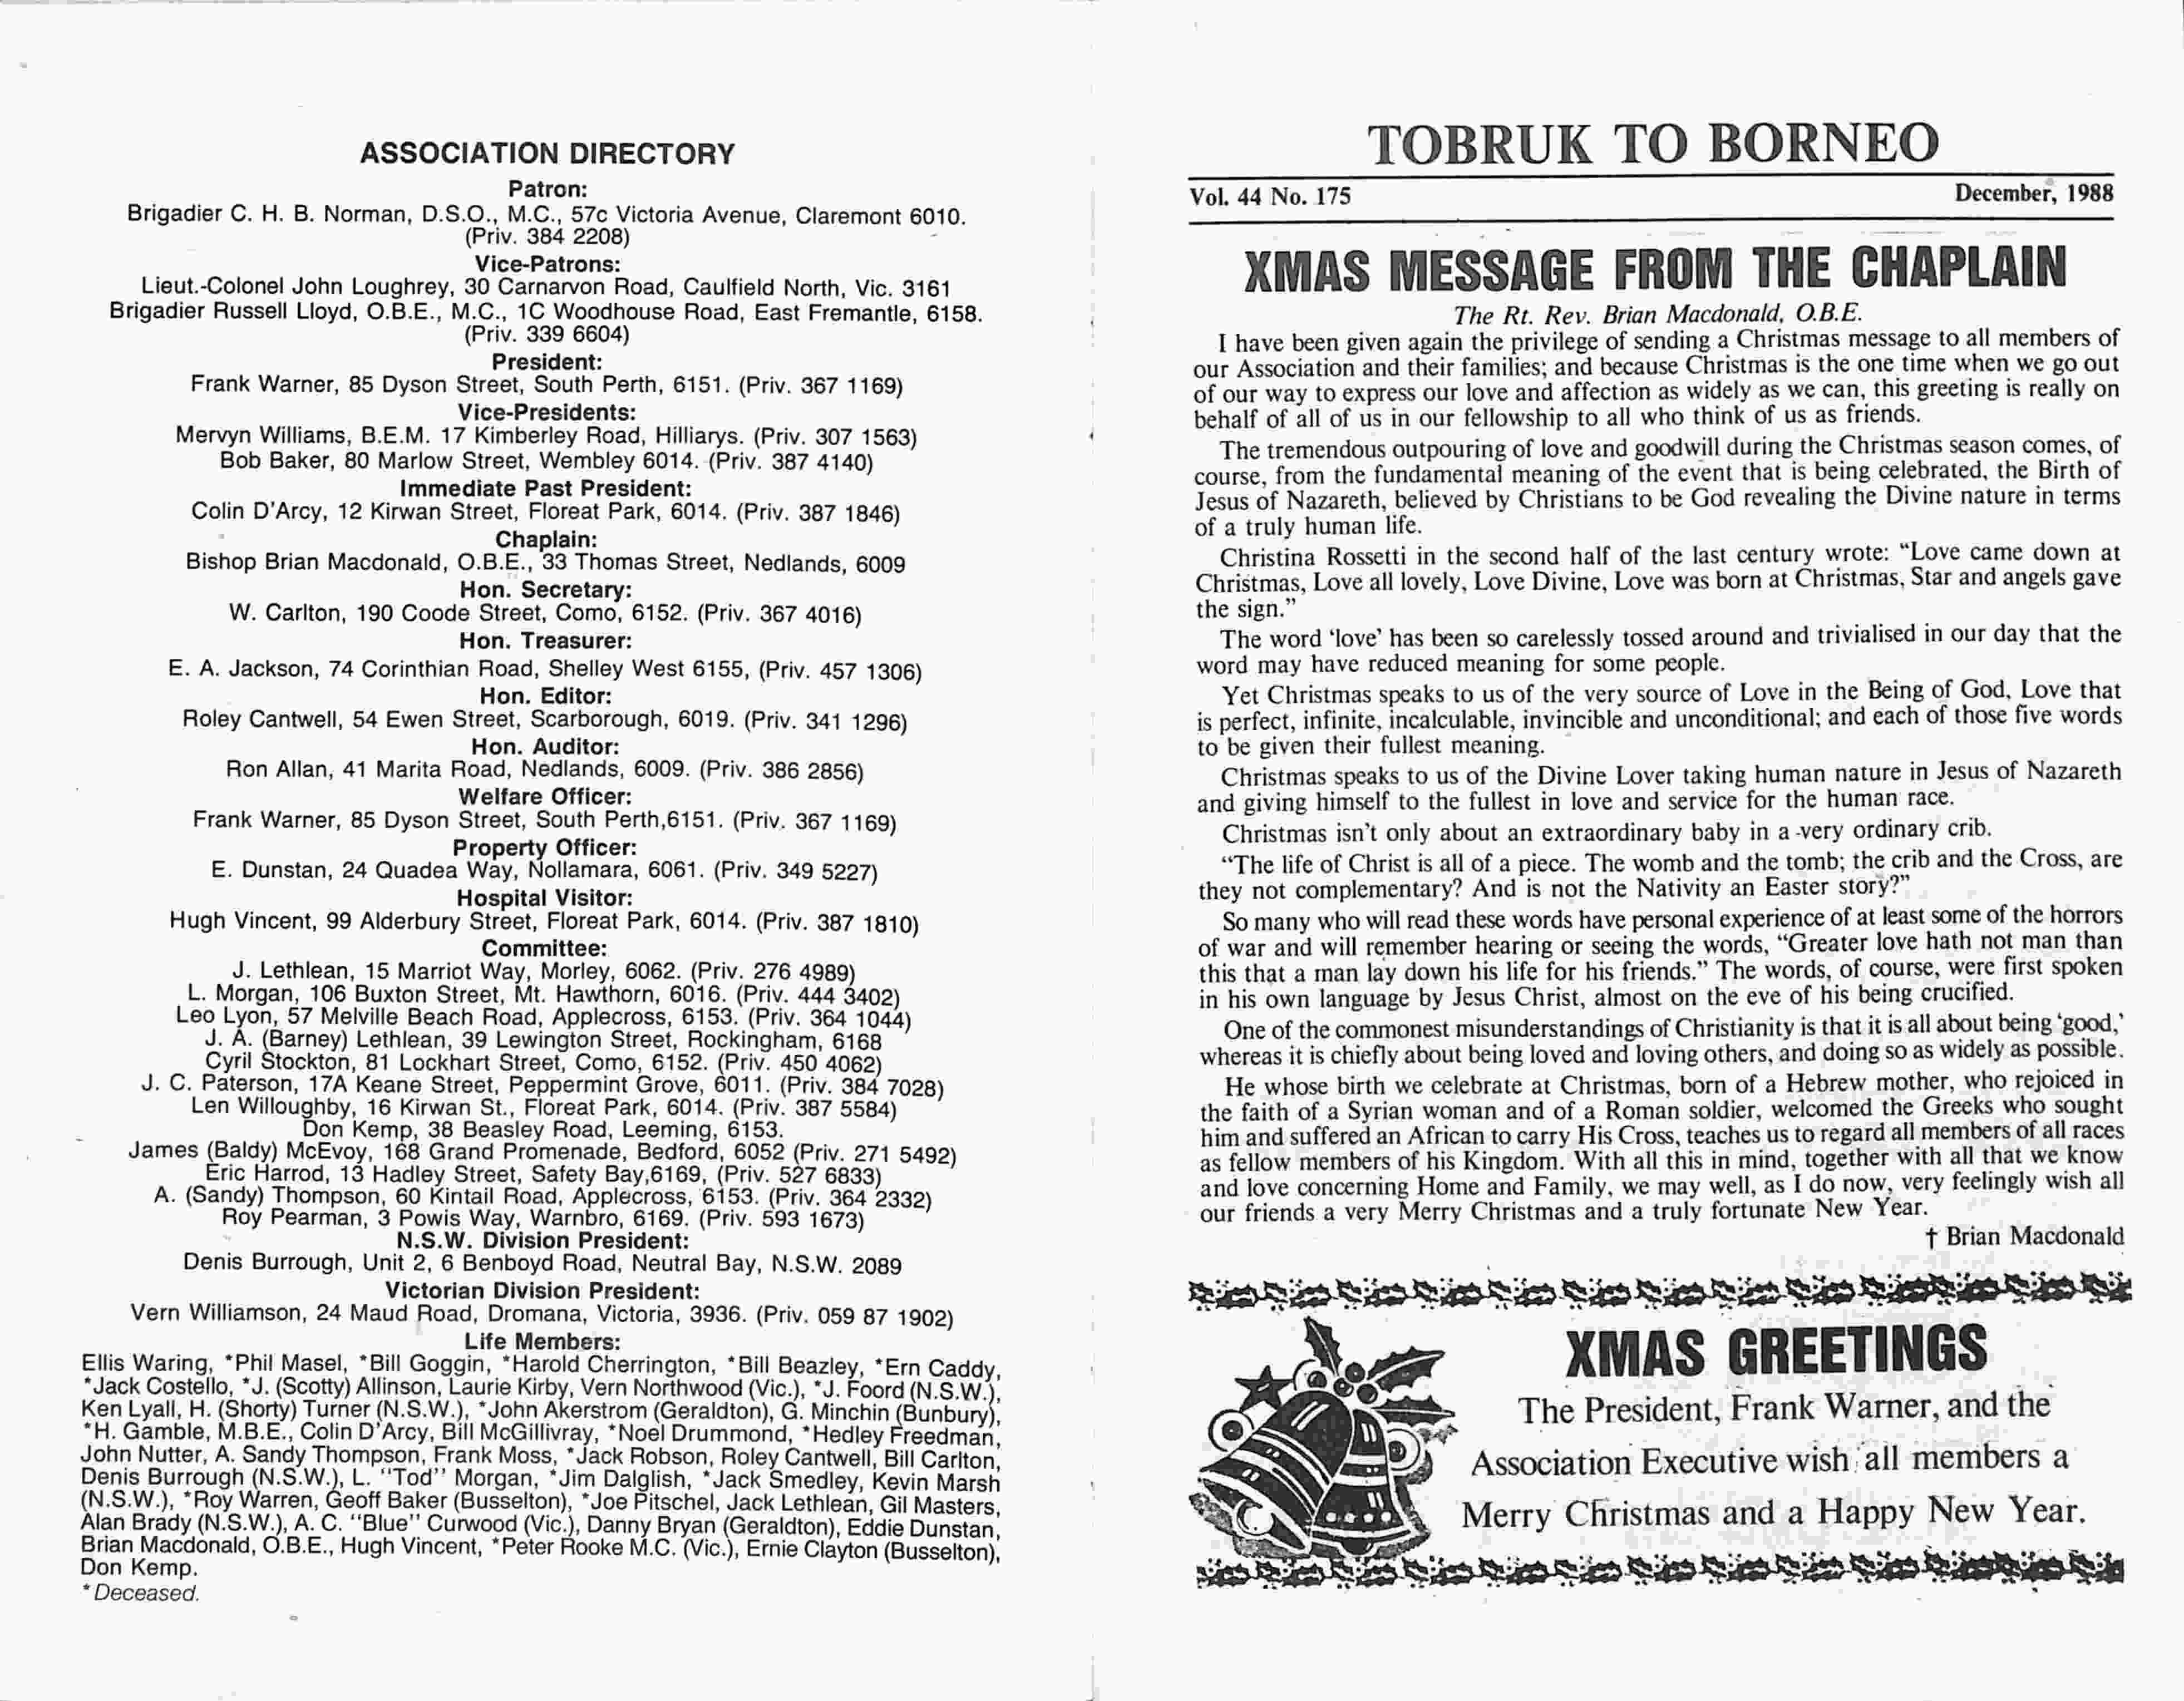 ASSOCIATION DIRECTORY
Patron:
Brigadier C. H. B. Norman, D.S.O., M.C., 57c Victoria Avenue, Claremont 6010.
(Priv. 384 2208)
Vice-Patrons:
Lieut.-Colonel John Loughrey, 30 Carnarvon Road, Caulfield North, Vic. 3161
Brigadier Russell Lloyd, O.B.E., M.C., 1C Woodhouse Road, East Fremantle, 6158.
(Priv. 339 6604)
President:
Frank Warner, 85 Dyson Street, South Perth, 6151. (Priv. 367 1169)
Vice-Presidents:
Mervyn Williams, B.E.M. 17 Kimberley Road, Hilliarys. (Priv. 307 1563)
Bob Baker, 80 Marlow Street, Wembley 6014. (Priv. 387 4140)
Immediate Past President:
Colin D'Arcy, 12 Kirwan Street, Floreat Park, 6014. (Priv. 387 1846)
Chaplain:
Bishop Brian Macdonald, O.B.E., 33 Thomas Street, Nedlands, 6009
Hon. Secretary:
W. Carlton, 190 Coode Street, Como, 6152. (Priv. 367 4016)
Hon. Treasurer:
E. A. Jackson, 74 Corinthian Road, Shelley West 6155, (Priv. 457 1306)
Hon. Editor:
Roley Cantwell, 54 Ewen Street, Scarborough, 6019. (Priv. 341 1296)
Hon. Auditor:
Ron Allan, 41 Marita Road, Nedlands, 6009. (Priv. 386 2856)
Welfare Officer:
Frank Warner, 85 Dyson Street, South Perth,6151. (Priv. 367 1169)
Property Officer:
E. Dunstan, 24 Quadea Way, Nollamara, 6061. (Priv. 349 5227)
Hospital Visitor:
Hugh Vincent, 99 Alderbury Street, Floreat Park, 6014. (Priv. 387 1810)
Committee:
J. Lethlean, 15 Marriot Way, Morley, 6062. (Priv. 276 4989)
L. Morgan, 106 Buxton Street, Mt. Hawthorn, 6016. (Priv. 444 3402)
Leo Lyon, 57 Melville Beach Road, Applecross, 6153. (Priv. 364 1044)
J. A. (Barney) Lethlean, 39 Lewington Street, Rockingham, 6168
Cyril Stockton, 81 Lockhart Street, Como, 6152. (Priv. 450 4062)
J. C. Paterson, 17A Keane Street, Peppermint Grove, 6011. (Priv. 384 7028)
Len Willoughby, 16 Kirwan St., Floreat Park, 6014. (Priv. 387 5584)
Don Kemp, 38 Beasley Road, Leeming, 6153.
James (Baldy) McEvoy, 168 Grand Promenade, Bedford, 6052 (Priv. 271 5492)
Eric Harrod, 13 Hadley Street, Safety Bay,6169, (Priv. 527 6833)
A. (Sandy) Thompson, 60 Kintail Road, Applecross, 6153. (Priv. 364 2332)
Roy Pearman, 3 Powis Way, Warnbro, 6169. (Priv. 593 1673)
N.S.W. Division President:
Denis Burrough, Unit 2, 6 Benboyd Road, Neutral Bay, N.S.W. 2089
Victorian Division President:
Vern Williamson, 24 Maud Road, Dromana, Victoria, 3936. (Priv. 059 87 1902)
Life Members:
Ellis Waring, *Phil Masel, *Bill Goggin, *Harold Cherrington, *Bill Beazley, *Ern Caddy,
*Jack Costello, *J. (Scotty) Allinson, Laurie Kirby, Vern Northwood (Vic.), *J. Foord (N.S.W.),
Ken Lyall, H. (Shorty) Turner (N.S.W.), *John Akerstrom (Geraldton), G. Minchin (Bunbury),
*H. Gamble, M.B.E., Colin D'Arcy, Bill McGillivray, *Noel Drummond, *Hedley Freedman,
John Nutter, A. Sandy Thompson, Frank Moss, *Jack Robson, Roley Cantwell, Bill Carlton,
Denis Burrough (N.S.W.), L. "Tod" Morgan, *Jim Dalglish, *Jack Smedley, Kevin Marsh
(N.S.W.), *Roy Warren, Geoff Baker (Busselton), *Joe Pitschel, Jack Lethlean, Gil Masters,
Alan Brady (N.S.W.), A. C. "Blue" Curwood (Vic.), Danny Bryan (Geraldton), Eddie Dunstan,
Brian Macdonald, O.B.E., Hugh Vincent, *Peter Rooke M.C. (Vic.), Ernie Clayton (Busselton),
Don Kemp.
*Deceased.
TOBRUK TO BORNEO
Vol. 44 No. 175 December, 1988
XMAS MESSAGE FROM THE CHAPLAIN
The Rt. Rev. Brian Macdonald, O.B.E.
I have been given again the privilege of sending a Christmas message to all members of
our Association and their families; and because Christmas is the one time when we go out
of our way to express our love and affection as widely as we can, this greeting is really on
behalf of all of us in our fellowship to all who think of us as friends.
The tremendous outpouring of love and goodwill during the Christmas season comes, of
course, from the fundamental meaning of the event that is being celebrated, the Birth of
Jesus of Nazareth, believed by Christians to be God revealing the Divine nature in terms
of a truly human life.
Christina Rossetti in the second half of the last century wrote: "Love came down at
Christmas, Love all lovely, Love Divine, Love was born at Christmas, Star and angels gave
the sign."
The word 'love' has been so carelessly tossed around and trivialised in our day that the
word may have reduced meaning for some people.
Yet Christmas speaks to us of the very source of Love in the Being of God, Love that
is perfect, infinite, incalculable, invincible and unconditional; and each of those five words
to be given their fullest meaning.
Christmas speaks to us of the Divine Lover taking human nature in Jesus of Nazareth
and giving himself to the fullest in love and service for the human race.
Christmas isn't only about an extraordinary baby in a very ordinary crib.
"The life of Christ is all of a piece. The womb and the tomb; the crib and the Cross, are
they not complementary? And is not the Nativity an Easter story?"
So many who will read these words have personal experience of at least some of the horrors
of war and will remember hearing or seeing the words, "Greater love hath not man than
this that a man lay down his life for his friends." The words, of course, were first spoken
in his own language by Jesus Christ, almost on the eve of his being crucified.
One of the commonest misunderstandings of Christianity is that it is all about being 'good,'
whereas it is chiefly about being loved and loving others, and doing so as widely as possible.
He whose birth we celebrate at Christmas, born of a Hebrew mother, who rejoiced in
the faith of a Syrian woman and of a Roman soldier, welcomed the Greeks who sought
him and suffered an African to carry His Cross, teaches us to regard all members of all races
as fellow members of his Kingdom. With all this in mind, together with all that we know
and love concerning Home and Family, we may well, as I do now, very feelingly wish all
our friends a very Merry Christmas and a truly fortunate New Year.
† Brian Macdonald
XMAS GREETINGS
The President, Frank Warner, and the
Association Executive wish all members a
Merry Christmas and a Happy New Year.